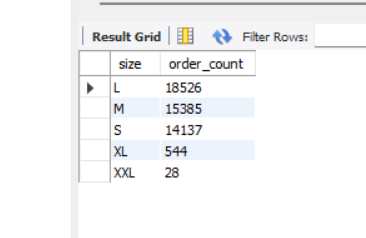 Result Grid Filter Rows:
size order_count
L 18526
M 15385
S 14137
XL 544
XXL 28